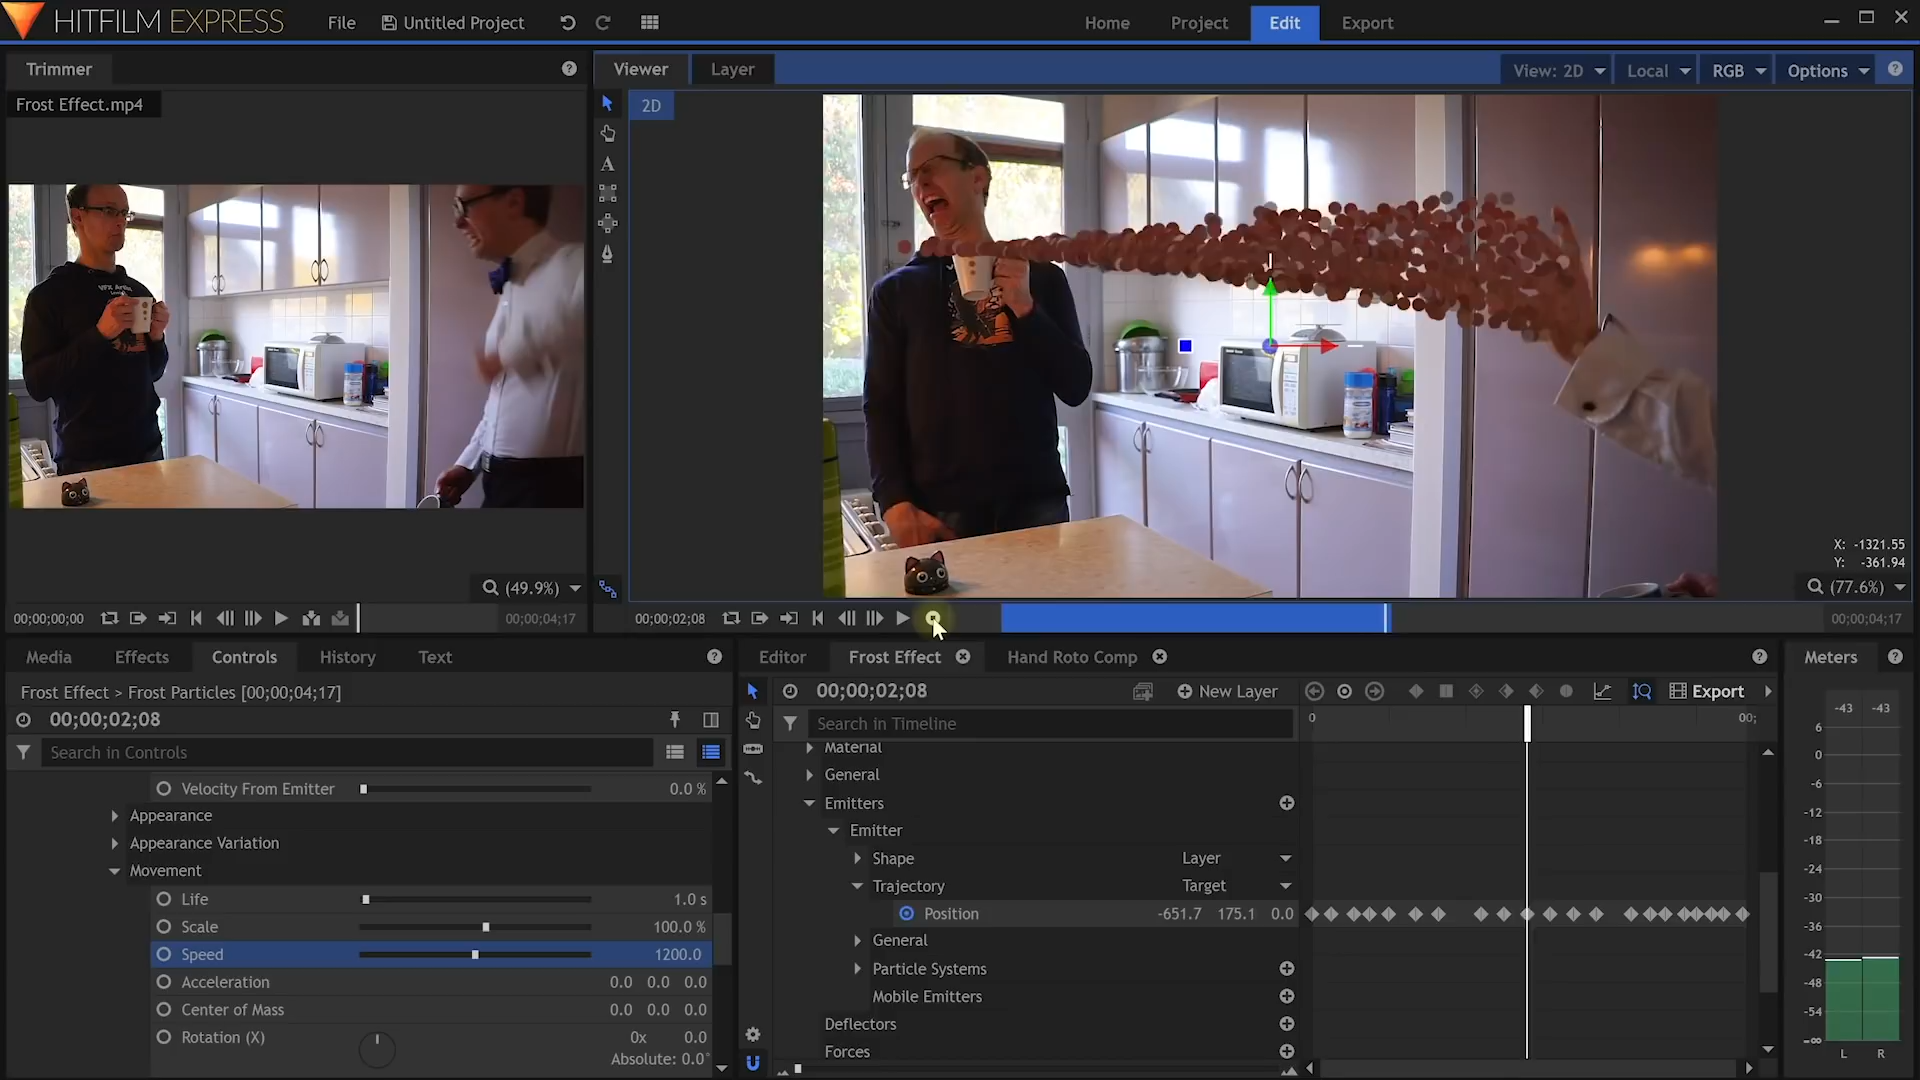 HITFILM EXPRESS
File
Untitled Project
Home
Project
Edit
Export
Trimmer
Viewer
Layer
View: 2D
Local
RGB
Options
Frost Effect.mp4
2D
X: -1321.55
Y: -361.94
(49.9%)
(77.6%)
00;00;00;00
00;00;04;17
00;00;02;08
00;00;04;17
Media
Effects
Controls
History
Text
Editor
Frost Effect
Hand Roto Comp
Meters
Frost Effect > Frost Particles [00;00;04;17]
00;00;02;08
Search in Controls
Velocity From Emitter
0.0 %
Appearance
Appearance Variation
Movement
Life
1.0 s
Scale
100.0 %
Speed
1200.0
Acceleration
0.0 0.0 0.0
Center of Mass
0.0 0.0 0.0
Rotation (X)
0x 0.0
Absolute: 0.0°
00;00;02;08
New Layer
Export
Search in Timeline
0
00;
Material
General
Emitters
Emitter
Shape
Layer
Trajectory
Target
Position
-651.7 175.1 0.0
General
Particle Systems
Mobile Emitters
Deflectors
Forces
-43 -43
6
0
-6
-12
-18
-24
-30
-36
-42
-48
-54
-∞
L R